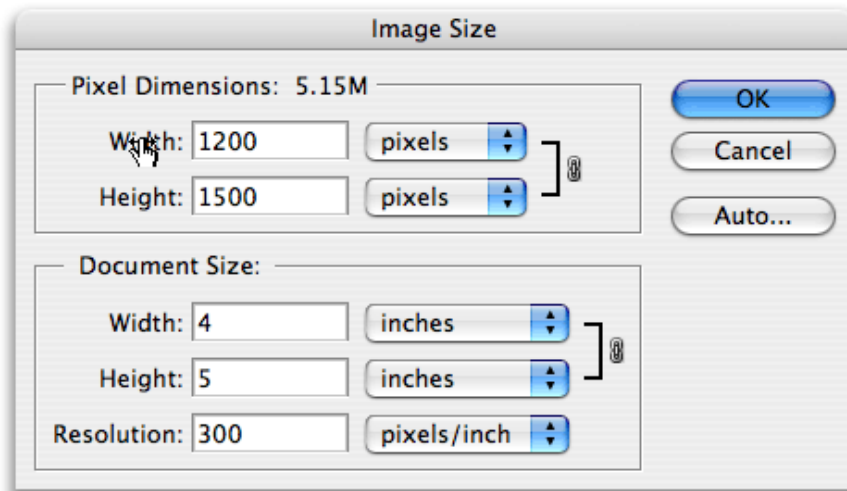 Image Size
Pixel Dimensions: 5.15M
Width: 1200 pixels
Height: 1500 pixels
OK
Cancel
Auto...
Document Size:
Width: 4 inches
Height: 5 inches
Resolution: 300 pixels/inch